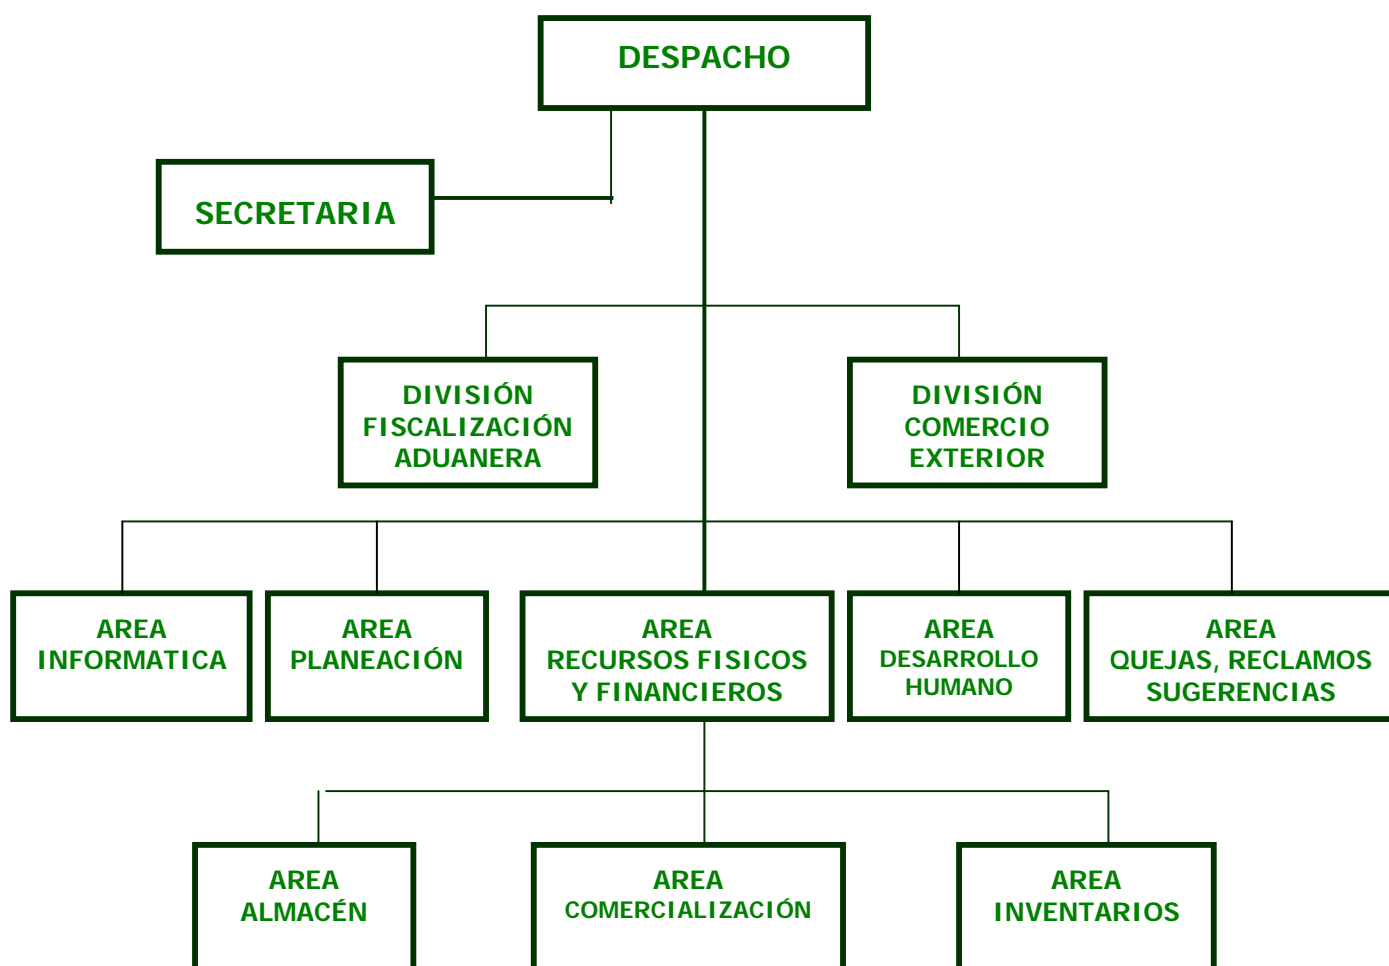 DESPACHO
SECRETARIA
DIVISIÓN
FISCALIZACIÓN
ADUANERA
DIVISIÓN
COMERCIO
EXTERIOR
AREA
INFORMATICA
AREA
PLANEACIÓN
AREA
RECURSOS FISICOS
Y FINANCIEROS
AREA
DESARROLLO
HUMANO
AREA
QUEJAS, RECLAMOS
SUGERENCIAS
AREA
ALMACÉN
AREA
COMERCIALIZACIÓN
AREA
INVENTARIOS